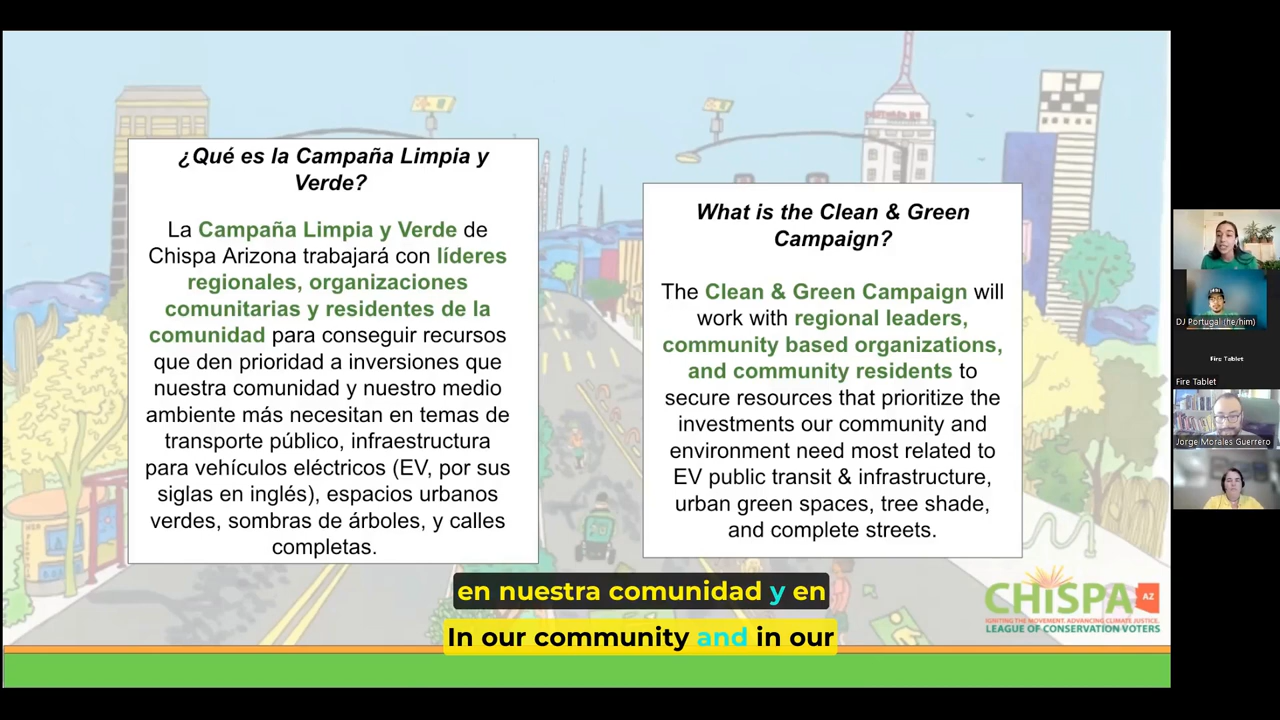 ¿Qué es la Campaña Limpia y
Verde?
La Campaña Limpia y Verde de
Chispa Arizona trabajará con líderes
regionales, organizaciones
comunitarias y residentes de la
comunidad para conseguir recursos
que den prioridad a inversiones que
nuestra comunidad y nuestro medio
ambiente más necesitan en temas de
transporte público, infraestructura
para vehículos eléctricos (EV, por sus
siglas en inglés), espacios urbanos
verdes, sombras de árboles, y calles
completas.
What is the Clean & Green
Campaign?
The Clean & Green Campaign will
work with regional leaders,
community based organizations,
and community residents to
secure resources that prioritize the
investments our community and
environment need most related to
EV public transit & infrastructure,
urban green spaces, tree shade,
and complete streets.
en nuestra comunidad y en
In our community and in our
CHISPA AZ
IGNITING THE MOVEMENT. ADVANCING CLIMATE JUSTICE.
LEAGUE OF CONSERVATION VOTERS
DJ Portugal (he/him)
Fire Tablet
Fire Tablet
Jorge Morales Guerrero